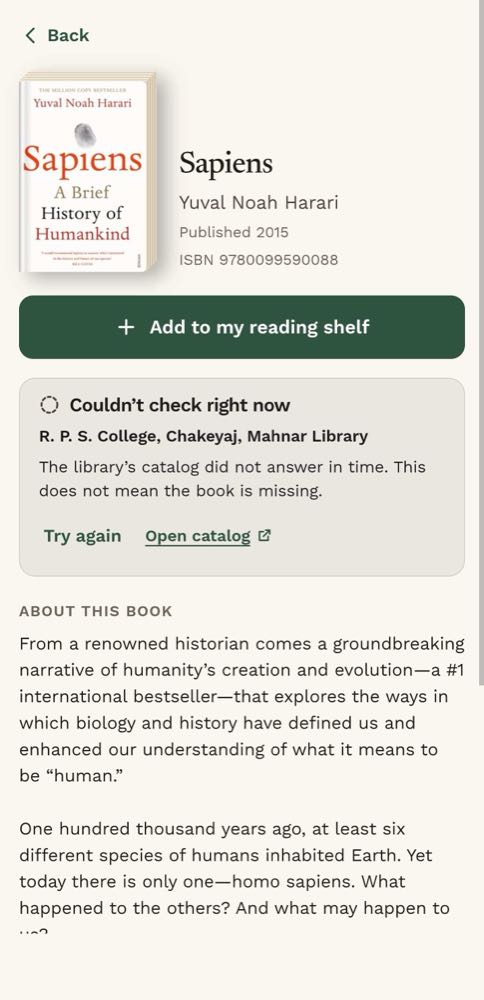 Back
THE MILLION COPY BESTSELLER
Yuval Noah Harari
Sapiens
A Brief
History of
Humankind
Sapiens
Yuval Noah Harari
Published 2015
ISBN 9780099590088
+ Add to my reading shelf
Couldn’t check right now
R. P. S. College, Chakeyaj, Mahnar Library
The library’s catalog did not answer in time. This
does not mean the book is missing.
Try again Open catalog
ABOUT THIS BOOK
From a renowned historian comes a groundbreaking
narrative of humanity’s creation and evolution—a #1
international bestseller—that explores the ways in
which biology and history have defined us and
enhanced our understanding of what it means to
be “human.”
One hundred thousand years ago, at least six
different species of humans inhabited Earth. Yet
today there is only one—homo sapiens. What
happened to the others? And what may happen to
us?